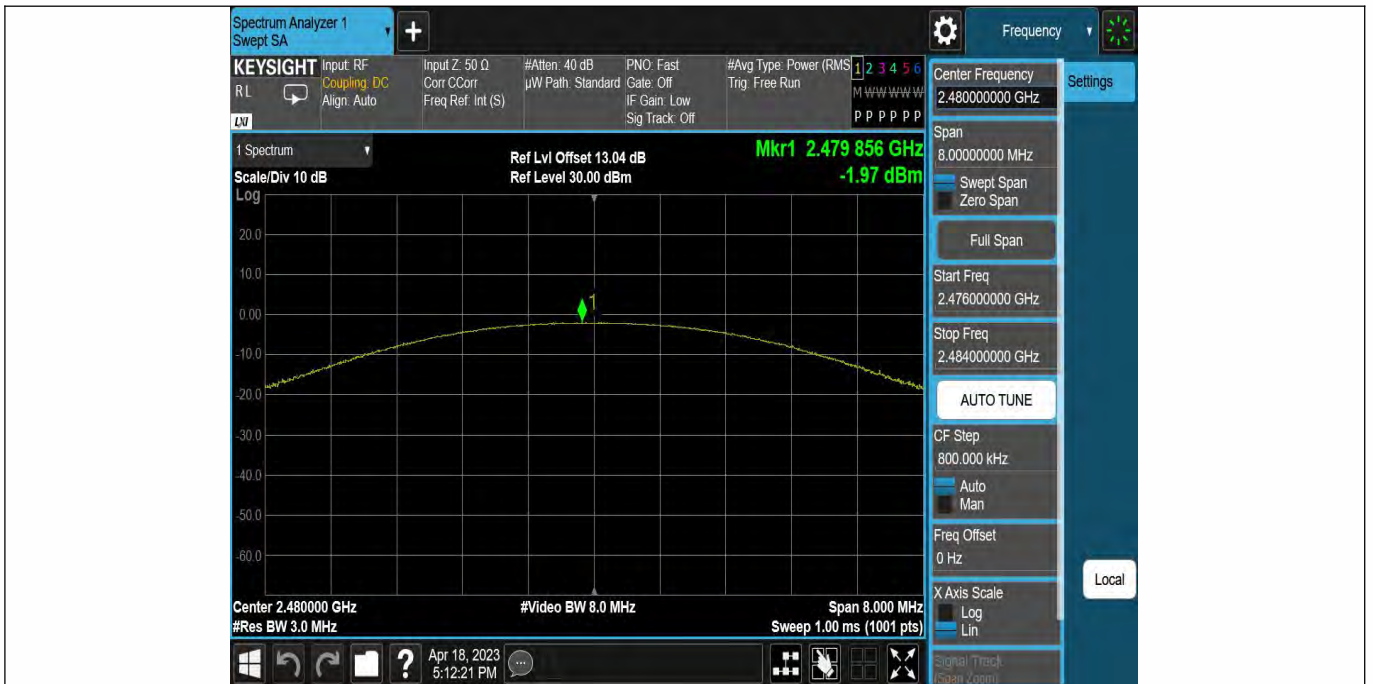 Spectrum Analyzer 1
Swept SA
Frequency
KEYSIGHT
RL
LXI
Input: RF
Coupling: DC
Align: Auto
Input Z: 50 Ω
Corr CCorr
Freq Ref: Int (S)
#Atten: 40 dB
µW Path: Standard
PNO: Fast
Gate: Off
IF Gain: Low
Sig Track: Off
#Avg Type: Power (RMS
Trig: Free Run
1 2 3 4 5 6
M W W W W W
P P P P P P
1 Spectrum
Scale/Div 10 dB
Log
Ref Lvl Offset 13.04 dB
Ref Level 30.00 dBm
Mkr1 2.479 856 GHz
-1.97 dBm
20.0
10.0
0.00
-10.0
-20.0
-30.0
-40.0
-50.0
-60.0
1
Center 2.480000 GHz
#Res BW 3.0 MHz
#Video BW 8.0 MHz
Span 8.000 MHz
Sweep 1.00 ms (1001 pts)
Apr 18, 2023
5:12:21 PM
Center Frequency
2.480000000 GHz
Settings
Span
8.00000000 MHz
Swept Span
Zero Span
Full Span
Start Freq
2.476000000 GHz
Stop Freq
2.484000000 GHz
AUTO TUNE
CF Step
800.000 kHz
Auto
Man
Freq Offset
0 Hz
X Axis Scale
Log
Lin
Local
Signal Track
(Span Zoom)